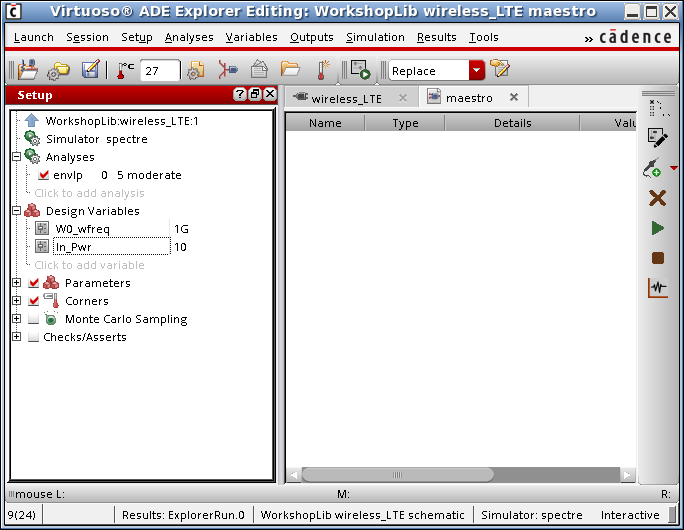 Virtuoso® ADE Explorer Editing: WorkshopLib wireless_LTE maestro
Launch Session Setup Analyses Variables Outputs Simulation Results Tools » cādence
°C 27 Replace
Setup
wireless_LTE
maestro
WorkshopLib:wireless_LTE:1
Simulator spectre
Analyses
envlp 0 5 moderate
Click to add analysis
Design Variables
W0_wfreq 1G
In_Pwr 10
Click to add variable
Parameters
Corners
Monte Carlo Sampling
Checks/Asserts
Name Type Details Valu
mouse L: M: R:
9(24) Results: ExplorerRun.0 WorkshopLib wireless_LTE schematic Simulator: spectre Interactive